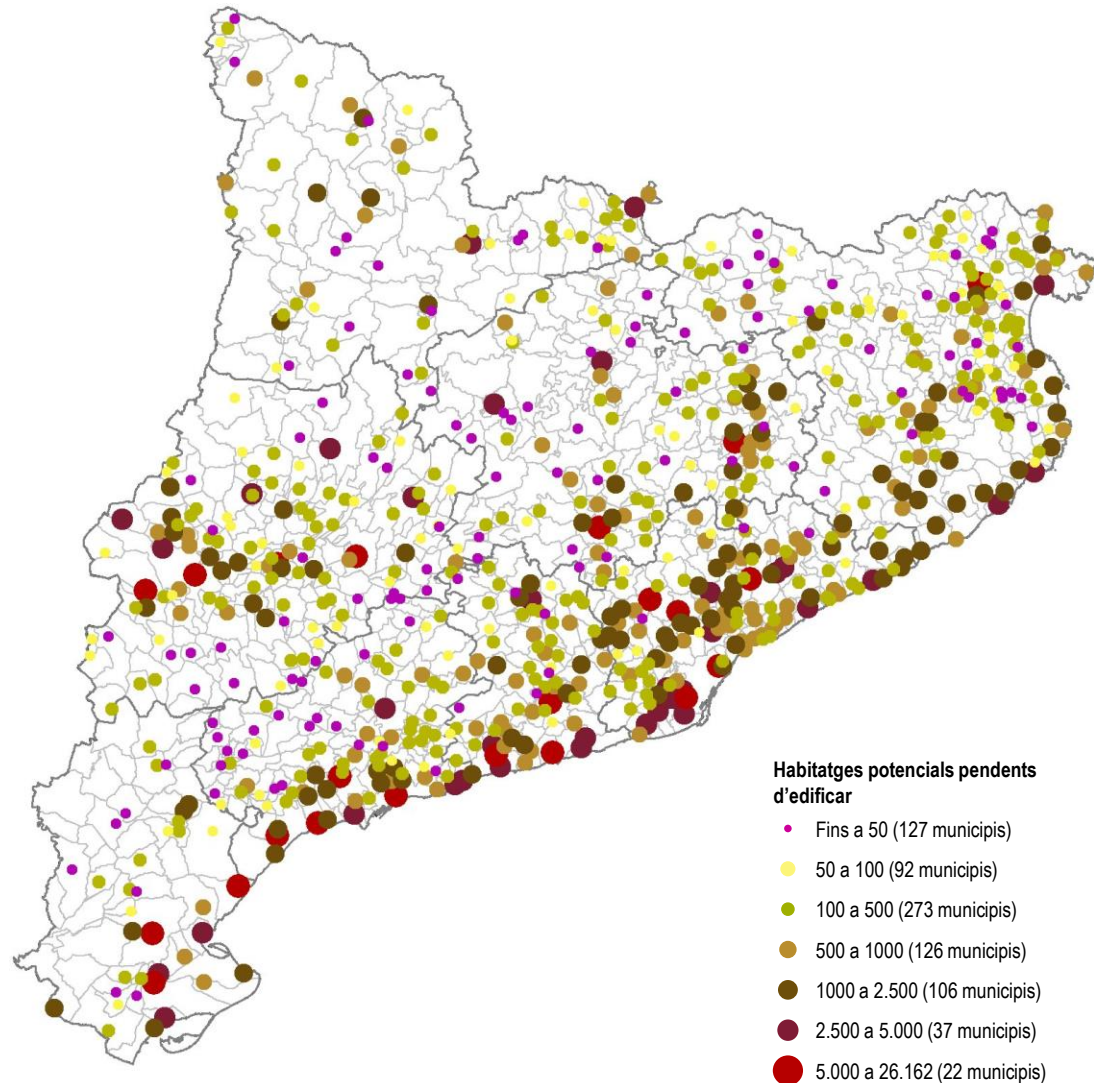 Habitatges potencials pendents
d'edificar
Fins a 50 (127 municipis)
50 a 100 (92 municipis)
100 a 500 (273 municipis)
500 a 1000 (126 municipis)
1000 a 2.500 (106 municipis)
2.500 a 5.000 (37 municipis)
5.000 a 26.162 (22 municipis)